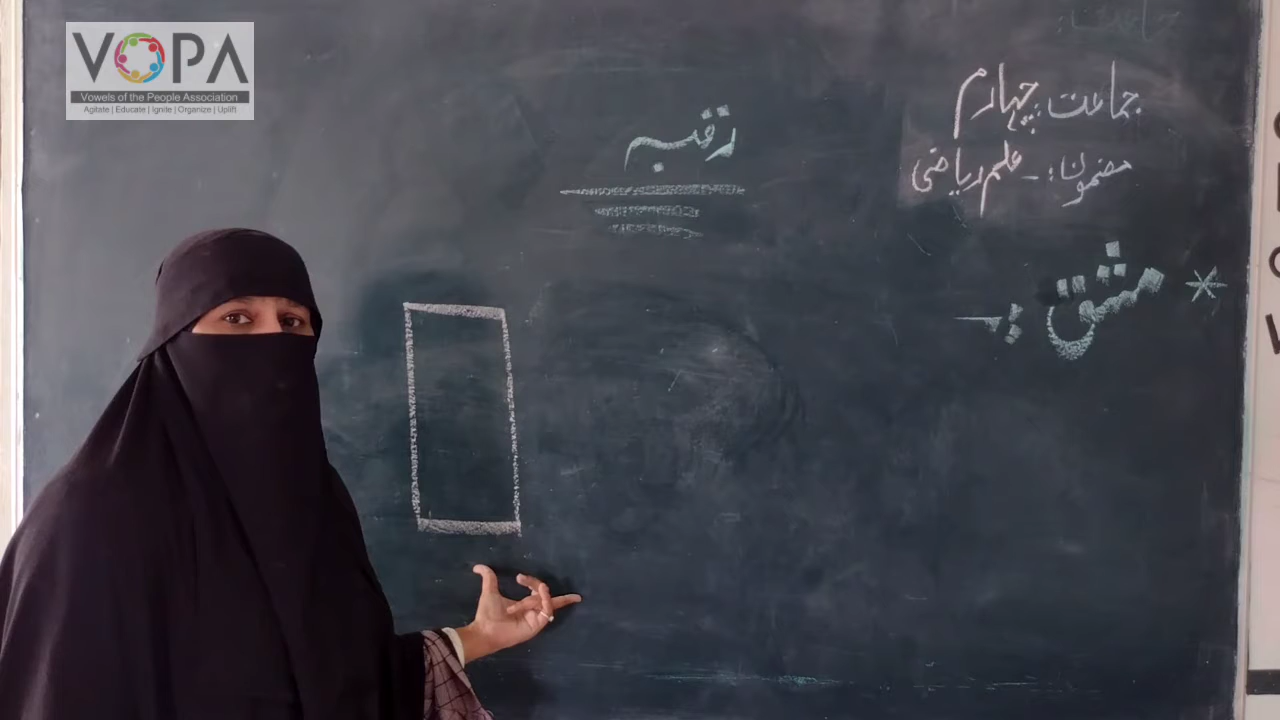 VOPA
Vowels of the People Association
Agitate | Educate | Ignite | Organize | Uplift
جماعت: چہارم
مضمون:۔ علم ریاضی
رقبہ
* مشق :۔